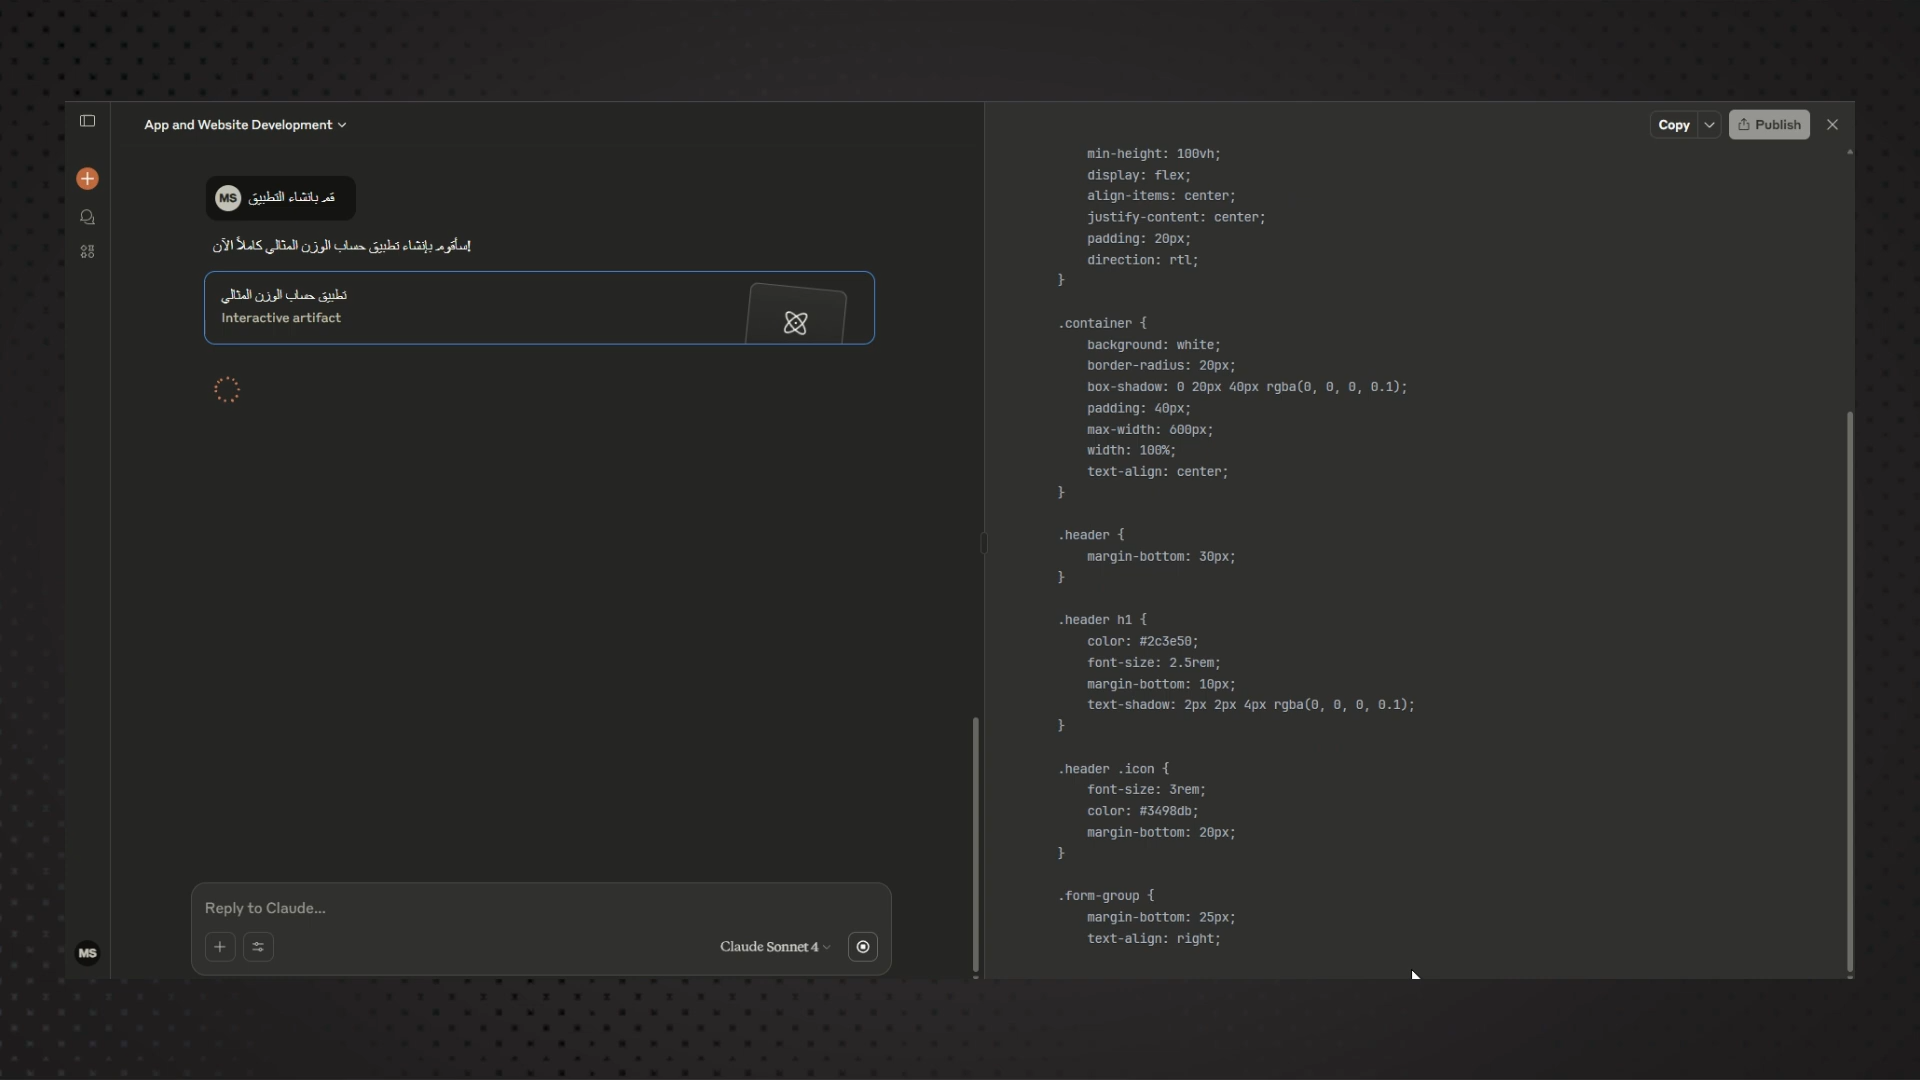 App and Website Development
MS
قم بانشاء التطبيق
سأقوم بإنشاء تطبيق حساب الوزن المثالي كاملاً الآن!
تطبيق حساب الوزن المثالي
Interactive artifact
Reply to Claude...
Claude Sonnet 4
MS
Copy
Publish
min-height: 100vh;
display: flex;
align-items: center;
justify-content: center;
padding: 20px;
direction: rtl;
}
.container {
background: white;
border-radius: 20px;
box-shadow: 0 20px 40px rgba(0, 0, 0, 0.1);
padding: 40px;
max-width: 600px;
width: 100%;
text-align: center;
}
.header {
margin-bottom: 30px;
}
.header h1 {
color: #2c3e50;
font-size: 2.5rem;
margin-bottom: 10px;
text-shadow: 2px 2px 4px rgba(0, 0, 0, 0.1);
}
.header .icon {
font-size: 3rem;
color: #3498db;
margin-bottom: 20px;
}
.form-group {
margin-bottom: 25px;
text-align: right;